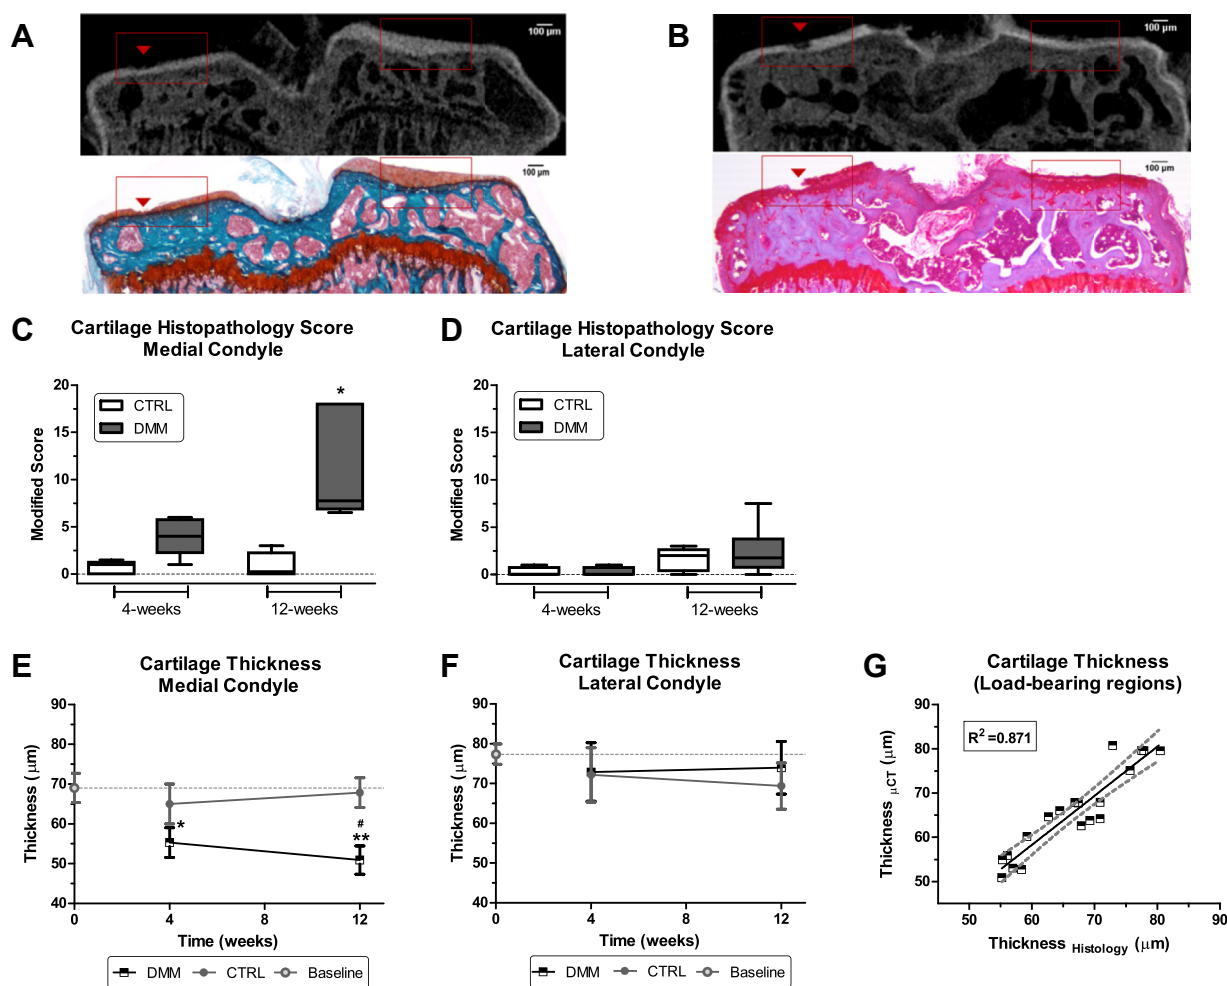 A
100 µm
100 µm
B
100 µm
100 µm
C
Cartilage Histopathology Score
Medial Condyle
Modified Score
20
15
10
5
0
CTRL
DMM
*
4-weeks
12-weeks
D
Cartilage Histopathology Score
Lateral Condyle
Modified Score
20
15
10
5
0
CTRL
DMM
4-weeks
12-weeks
E
Cartilage Thickness
Medial Condyle
Thickness (µm)
90
80
70
60
50
40
*
#
**
0
4
8
12
Time (weeks)
DMM
CTRL
Baseline
F
Cartilage Thickness
Lateral Condyle
Thickness (µm)
90
80
70
60
50
40
0
4
8
12
Time (weeks)
DMM
CTRL
Baseline
G
Cartilage Thickness
(Load-bearing regions)
Thickness µCT (µm)
90
80
70
60
50
R²=0.871
50
60
70
80
90
Thickness Histology (µm)